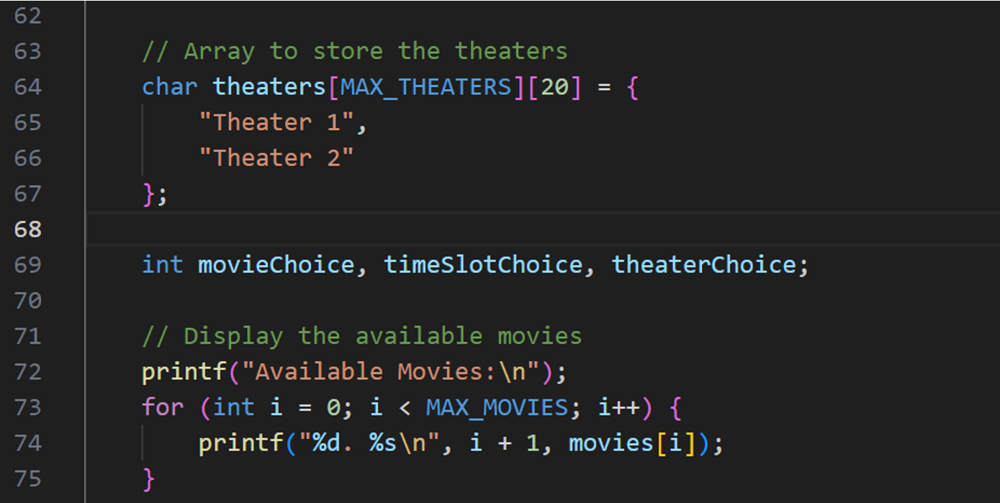 62
63 // Array to store the theaters
64 char theaters[MAX_THEATERS][20] = {
65 "Theater 1",
66 "Theater 2"
67 };
68
69 int movieChoice, timeSlotChoice, theaterChoice;
70
71 // Display the available movies
72 printf("Available Movies:\n");
73 for (int i = 0; i < MAX_MOVIES; i++) {
74 printf("%d. %s\n", i + 1, movies[i]);
75 }